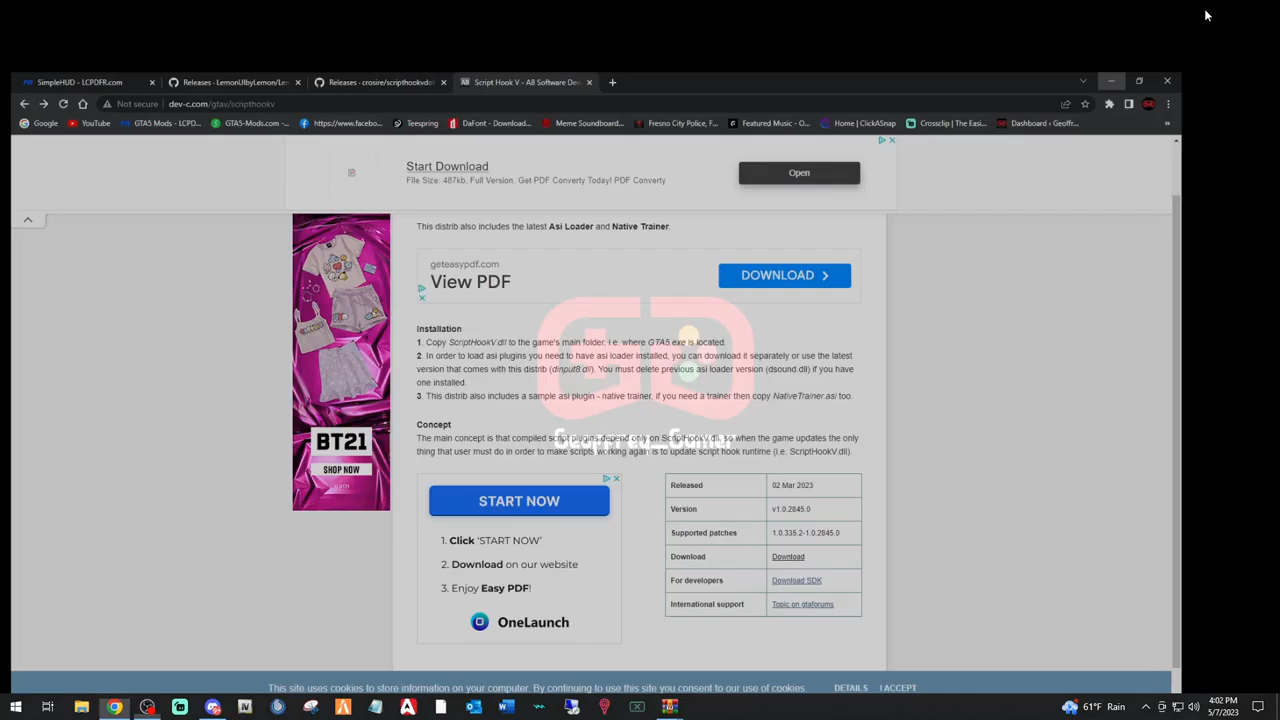 SimpleHUD - LCPDFR.com
Releases - LemonUIbyLemon/Lem
Releases - crosire/scripthookvdot
Script Hook V - AB Software Dev
Not secure
dev-c.com/gtav/scripthookv
Google
YouTube
GTA5 Mods - LCPD...
GTA5-Mods.com -...
https://www.facebo...
Teespring
DaFont - Download...
Meme Soundboard...
Fresno City Police, F...
Featured Music - O...
Home | ClickASnap
Crossclip | The Easi...
Dashboard ‹ Geoffr...
Start Download
File Size: 487kb, Full Version, Get PDF Converty Today! PDF Converty
Open
This distrib also includes the latest Asi Loader and Native Trainer.
geteasypdf.com
View PDF
DOWNLOAD
Installation
1. Copy ScriptHookV.dll to the game's main folder, i.e. where GTA5.exe is located.
2. In order to load asi plugins you need to have asi loader installed, you can download it separately or use the latest
version that comes with this distrib (dinput8.dll). You must delete previous asi loader version (dsound.dll) if you have
one installed.
3. This distrib also includes a sample asi plugin - native trainer, if you need a trainer then copy NativeTrainer.asi too.
Concept
The main concept is that compiled script plugins depend only on ScriptHookV.dll, so when the game updates the only
thing that user must do in order to make scripts working again is to update script hook runtime (i.e. ScriptHookV.dll).
Geoffrey_Gamer
BT21
SHOP NOW
START NOW
1. Click 'START NOW'
2. Download on our website
3. Enjoy Easy PDF!
OneLaunch
Released 02 Mar 2023
Version v1.0.2845.0
Supported patches 1.0.335.2-1.0.2845.0
Download Download
For developers Download SDK
International support Topic on gtaforums
This site uses cookies to store information on your computer. By continuing to use this site you consent to our use of cookies.
DETAILS
I ACCEPT
61°F Rain
4:02 PM
5/7/2023